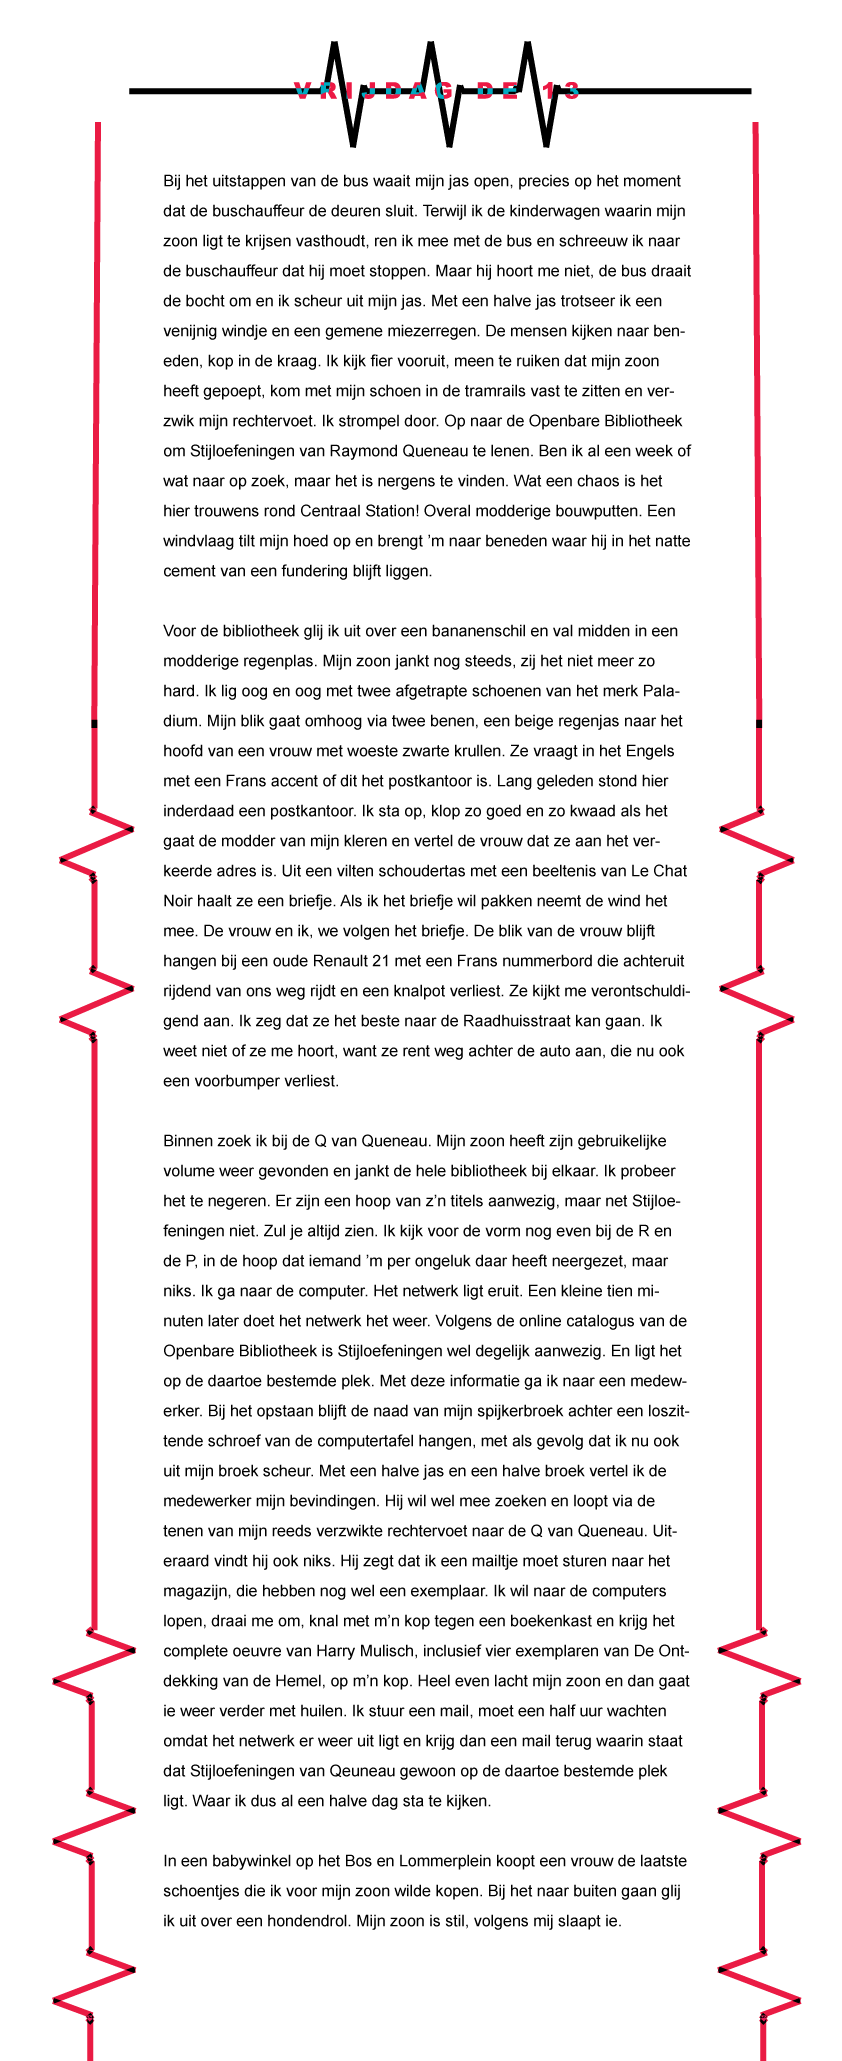 VRIJDAG DE 13
Bij het uitstappen van de bus waait mijn jas open, precies op het moment
dat de buschauffeur de deuren sluit. Terwijl ik de kinderwagen waarin mijn
zoon ligt te krijsen vasthoudt, ren ik mee met de bus en schreeuw ik naar
de buschauffeur dat hij moet stoppen. Maar hij hoort me niet, de bus draait
de bocht om en ik scheur uit mijn jas. Met een halve jas trotseer ik een
venijnig windje en een gemene miezerregen. De mensen kijken naar ben-
eden, kop in de kraag. Ik kijk fier vooruit, meen te ruiken dat mijn zoon
heeft gepoept, kom met mijn schoen in de tramrails vast te zitten en ver-
zwik mijn rechtervoet. Ik strompel door. Op naar de Openbare Bibliotheek
om Stijloefeningen van Raymond Queneau te lenen. Ben ik al een week of
wat naar op zoek, maar het is nergens te vinden. Wat een chaos is het
hier trouwens rond Centraal Station! Overal modderige bouwputten. Een
windvlaag tilt mijn hoed op en brengt ’m naar beneden waar hij in het natte
cement van een fundering blijft liggen.
Voor de bibliotheek glij ik uit over een bananenschil en val midden in een
modderige regenplas. Mijn zoon jankt nog steeds, zij het niet meer zo
hard. Ik lig oog en oog met twee afgetrapte schoenen van het merk Pala-
dium. Mijn blik gaat omhoog via twee benen, een beige regenjas naar het
hoofd van een vrouw met woeste zwarte krullen. Ze vraagt in het Engels
met een Frans accent of dit het postkantoor is. Lang geleden stond hier
inderdaad een postkantoor. Ik sta op, klop zo goed en zo kwaad als het
gaat de modder van mijn kleren en vertel de vrouw dat ze aan het ver-
keerde adres is. Uit een vilten schoudertas met een beeltenis van Le Chat
Noir haalt ze een briefje. Als ik het briefje wil pakken neemt de wind het
mee. De vrouw en ik, we volgen het briefje. De blik van de vrouw blijft
hangen bij een oude Renault 21 met een Frans nummerbord die achteruit
rijdend van ons weg rijdt en een knalpot verliest. Ze kijkt me verontschuldi-
gend aan. Ik zeg dat ze het beste naar de Raadhuisstraat kan gaan. Ik
weet niet of ze me hoort, want ze rent weg achter de auto aan, die nu ook
een voorbumper verliest.
Binnen zoek ik bij de Q van Queneau. Mijn zoon heeft zijn gebruikelijke
volume weer gevonden en jankt de hele bibliotheek bij elkaar. Ik probeer
het te negeren. Er zijn een hoop van z’n titels aanwezig, maar net Stijloe-
feningen niet. Zul je altijd zien. Ik kijk voor de vorm nog even bij de R en
de P, in de hoop dat iemand ’m per ongeluk daar heeft neergezet, maar
niks. Ik ga naar de computer. Het netwerk ligt eruit. Een kleine tien mi-
nuten later doet het netwerk het weer. Volgens de online catalogus van de
Openbare Bibliotheek is Stijloefeningen wel degelijk aanwezig. En ligt het
op de daartoe bestemde plek. Met deze informatie ga ik naar een medew-
erker. Bij het opstaan blijft de naad van mijn spijkerbroek achter een loszit-
tende schroef van de computertafel hangen, met als gevolg dat ik nu ook
uit mijn broek scheur. Met een halve jas en een halve broek vertel ik de
medewerker mijn bevindingen. Hij wil wel mee zoeken en loopt via de
tenen van mijn reeds verzwikte rechtervoet naar de Q van Queneau. Uit-
eraard vindt hij ook niks. Hij zegt dat ik een mailtje moet sturen naar het
magazijn, die hebben nog wel een exemplaar. Ik wil naar de computers
lopen, draai me om, knal met m’n kop tegen een boekenkast en krijg het
complete oeuvre van Harry Mulisch, inclusief vier exemplaren van De Ont-
dekking van de Hemel, op m’n kop. Heel even lacht mijn zoon en dan gaat
ie weer verder met huilen. Ik stuur een mail, moet een half uur wachten
omdat het netwerk er weer uit ligt en krijg dan een mail terug waarin staat
dat Stijloefeningen van Qeuneau gewoon op de daartoe bestemde plek
ligt. Waar ik dus al een halve dag sta te kijken.
In een babywinkel op het Bos en Lommerplein koopt een vrouw de laatste
schoentjes die ik voor mijn zoon wilde kopen. Bij het naar buiten gaan glij
ik uit over een hondendrol. Mijn zoon is stil, volgens mij slaapt ie.